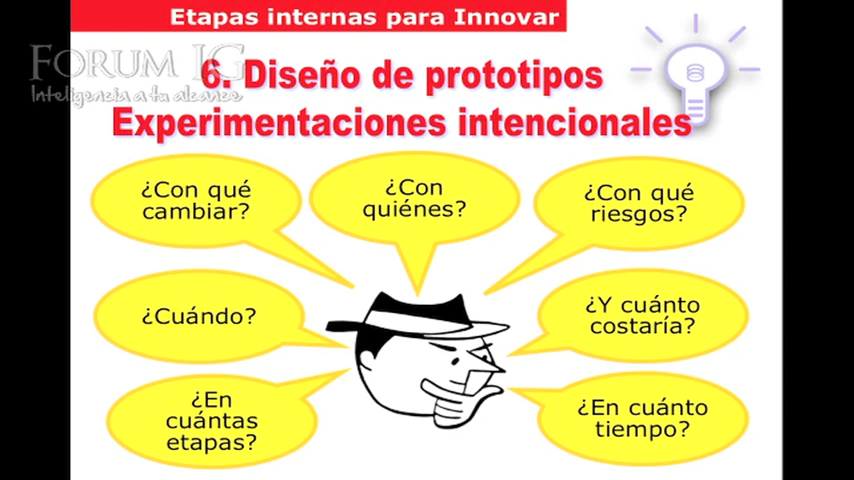 Etapas internas para Innovar
FORUM IG
Inteligencia a tu alcance
6. Diseño de prototipos
Experimentaciones intencionales
¿Con qué
cambiar?
¿Con
quiénes?
¿Con qué
riesgos?
¿Cuándo?
¿Y cuánto
costaría?
¿En
cuántas
etapas?
¿En cuánto
tiempo?